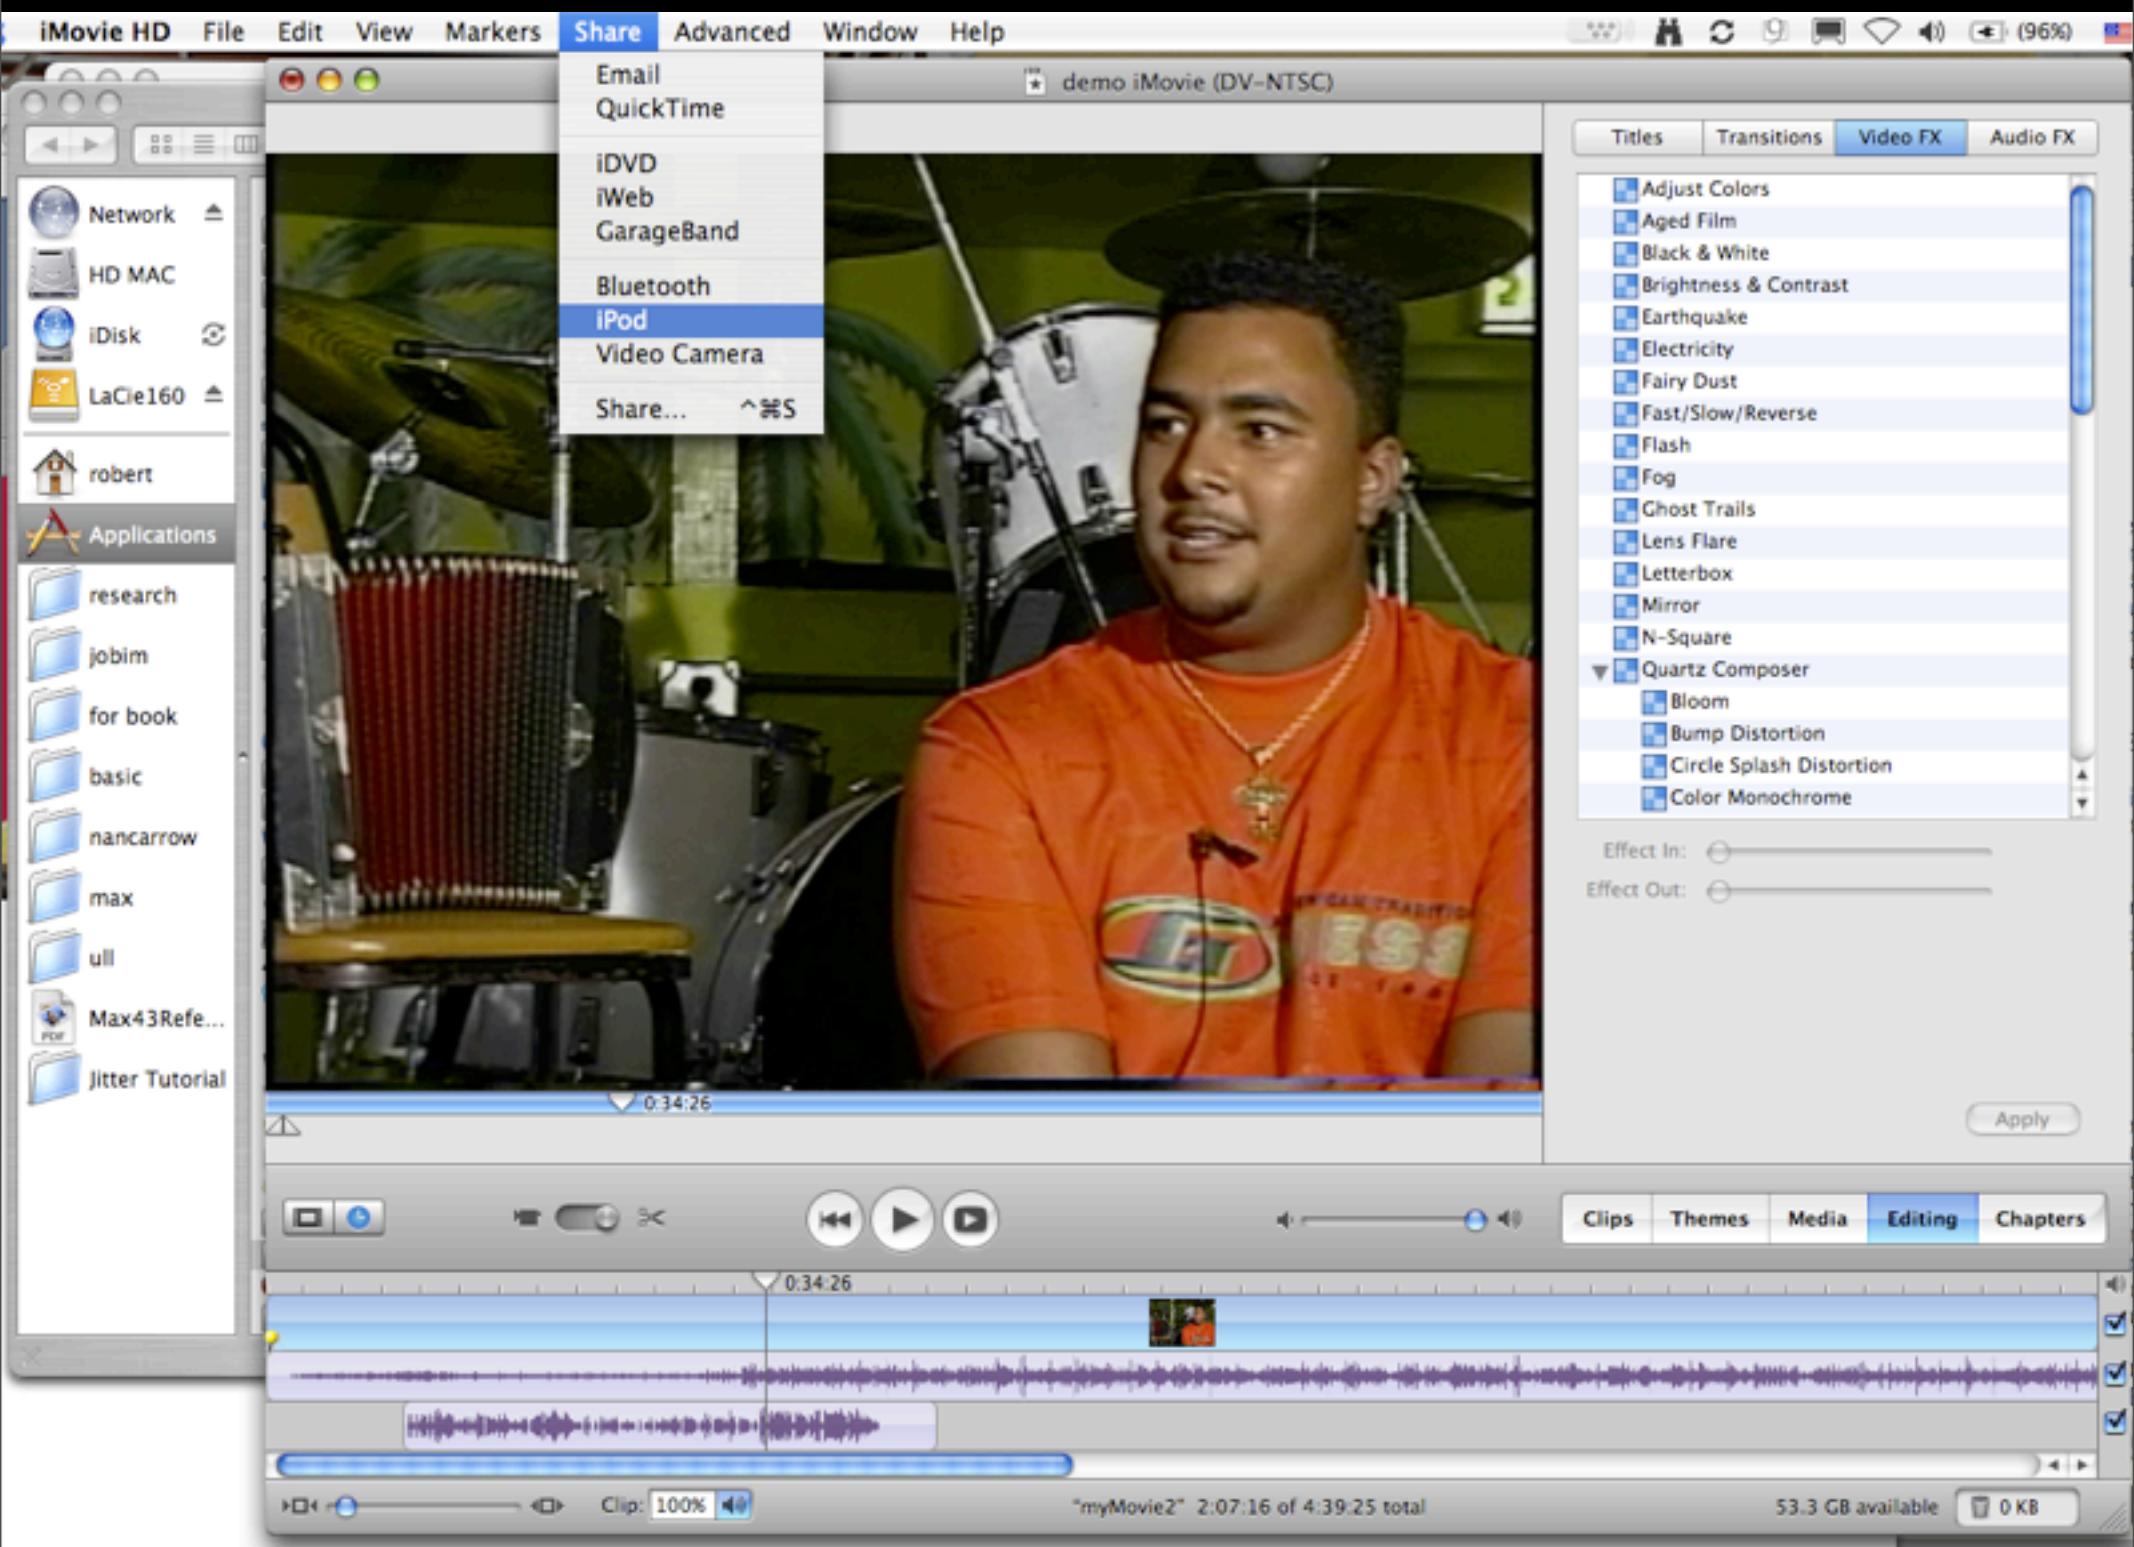 iMovie HD File Edit View Markers Share Advanced Window Help (96%)
Email
QuickTime
iDVD
iWeb
GarageBand
Bluetooth
iPod
Video Camera
Share... ^⌘S
demo iMovie (DV-NTSC)
Network
HD MAC
iDisk
LaCie160
robert
Applications
research
jobim
for book
basic
nancarrow
max
ull
Max43Refe...
PDF
Jitter Tutorial
Titles Transitions Video FX Audio FX
Adjust Colors
Aged Film
Black & White
Brightness & Contrast
Earthquake
Electricity
Fairy Dust
Fast/Slow/Reverse
Flash
Fog
Ghost Trails
Lens Flare
Letterbox
Mirror
N-Square
Quartz Composer
Bloom
Bump Distortion
Circle Splash Distortion
Color Monochrome
Effect In:
Effect Out:
Apply
0:34:26
Clips Themes Media Editing Chapters
0:34:26
Clip: 100% "myMovie2" 2:07:16 of 4:39:25 total 53.3 GB available 0 KB